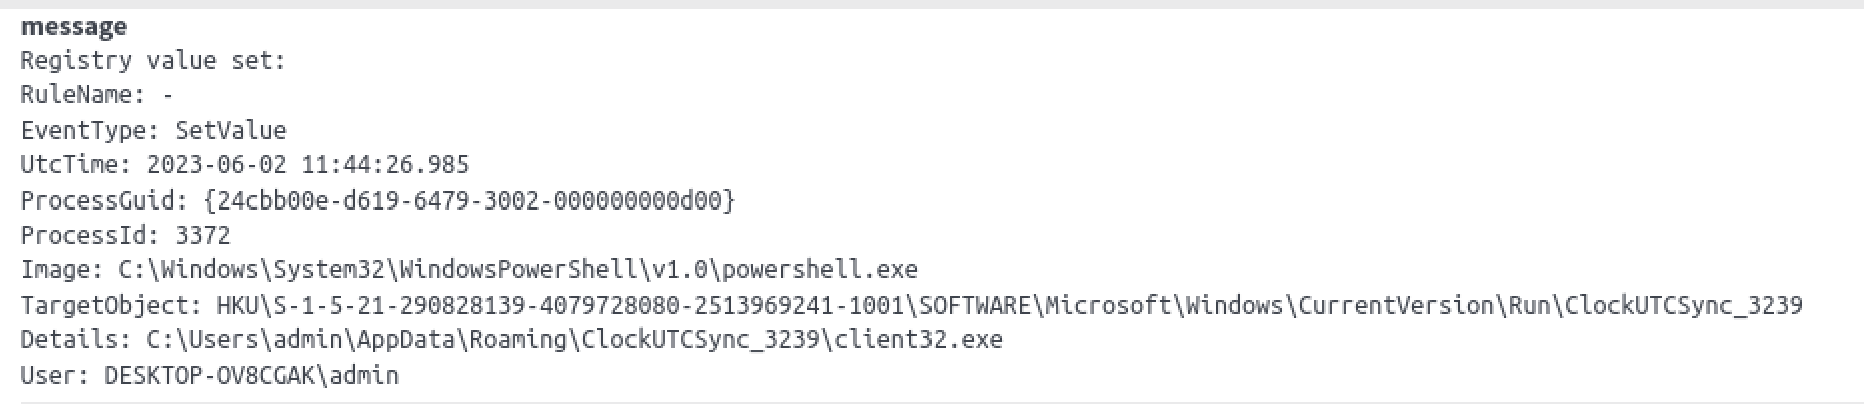 message
Registry value set:
RuleName: -
EventType: SetValue
UtcTime: 2023-06-02 11:44:26.985
ProcessGuid: {24cbb00e-d619-6479-3002-000000000d00}
ProcessId: 3372
Image: C:\Windows\System32\WindowsPowerShell\v1.0\powershell.exe
TargetObject: HKU\S-1-5-21-290828139-4079728080-2513969241-1001\SOFTWARE\Microsoft\Windows\CurrentVersion\Run\ClockUTCSync_3239
Details: C:\Users\admin\AppData\Roaming\ClockUTCSync_3239\client32.exe
User: DESKTOP-OV8CGAK\admin